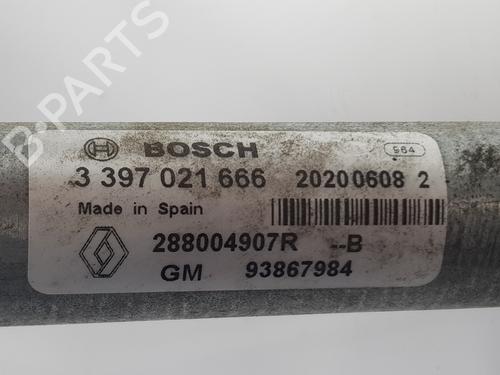 BOSCH 964
3 397 021 666 20200608 2
Made in Spain
288004907R --B
GM 93867984
B-PARTS